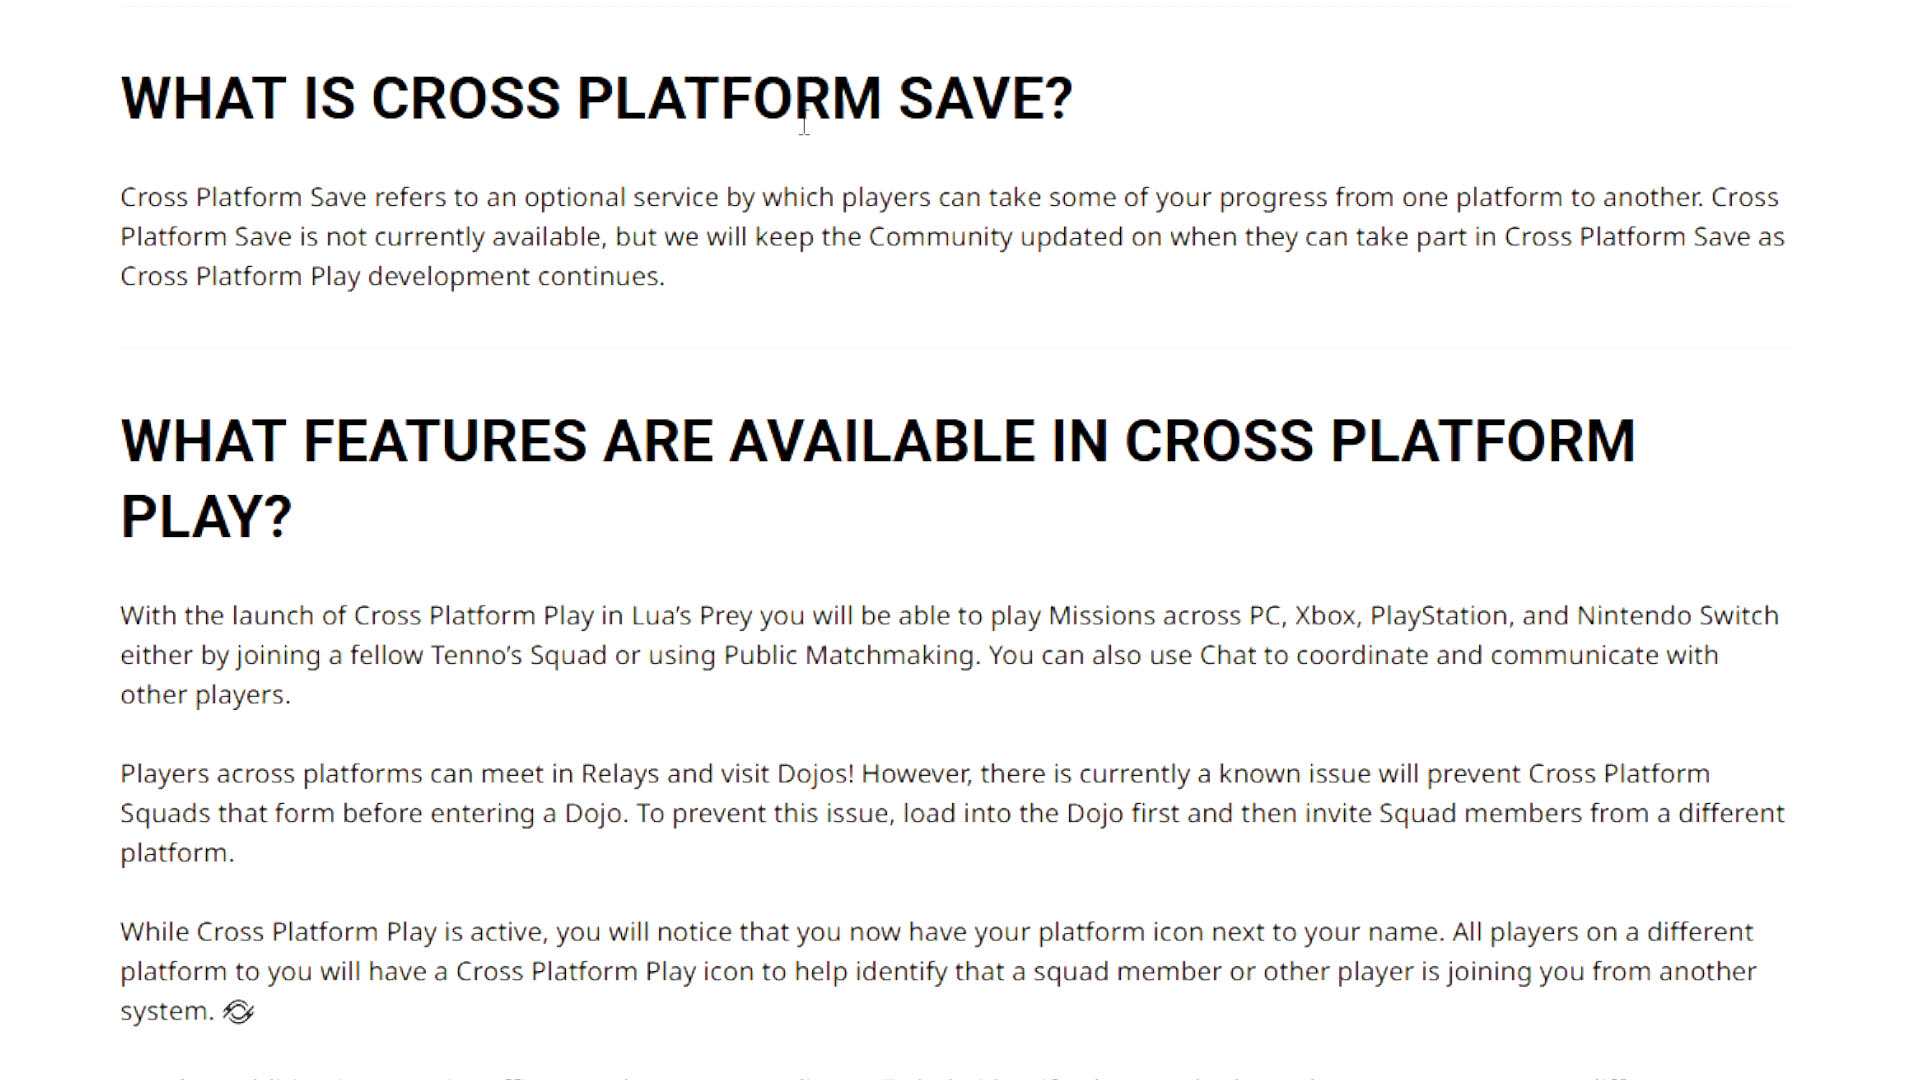 WHAT IS CROSS PLATFORM SAVE?
Cross Platform Save refers to an optional service by which players can take some of your progress from one platform to another. Cross
Platform Save is not currently available, but we will keep the Community updated on when they can take part in Cross Platform Save as
Cross Platform Play development continues.
WHAT FEATURES ARE AVAILABLE IN CROSS PLATFORM
PLAY?
With the launch of Cross Platform Play in Lua’s Prey you will be able to play Missions across PC, Xbox, PlayStation, and Nintendo Switch
either by joining a fellow Tenno’s Squad or using Public Matchmaking. You can also use Chat to coordinate and communicate with
other players.
Players across platforms can meet in Relays and visit Dojos! However, there is currently a known issue will prevent Cross Platform
Squads that form before entering a Dojo. To prevent this issue, load into the Dojo first and then invite Squad members from a different
platform.
While Cross Platform Play is active, you will notice that you now have your platform icon next to your name. All players on a different
platform to you will have a Cross Platform Play icon to help identify that a squad member or other player is joining you from another
system.